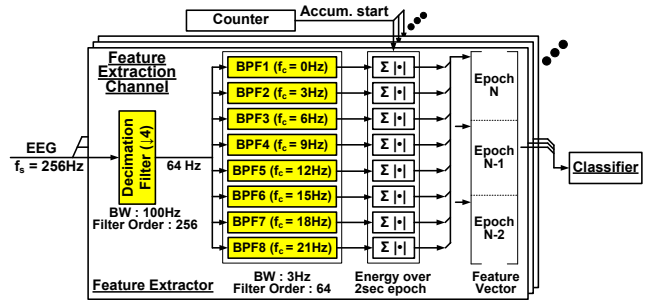 Counter
Accum. start
Feature
Extraction
Channel
EEG
fs = 256Hz
Decimation
Filter (↓4)
64 Hz
BW : 100Hz
Filter Order : 256
BPF1 (fc = 0Hz)
BPF2 (fc = 3Hz)
BPF3 (fc = 6Hz)
BPF4 (fc = 9Hz)
BPF5 (fc = 12Hz)
BPF6 (fc = 15Hz)
BPF7 (fc = 18Hz)
BPF8 (fc = 21Hz)
Σ |•|
Σ |•|
Σ |•|
Σ |•|
Σ |•|
Σ |•|
Σ |•|
Σ |•|
Epoch
N
Epoch
N-1
Epoch
N-2
Classifier
Feature Extractor
BW : 3Hz
Filter Order : 64
Energy over
2sec epoch
Feature
Vector